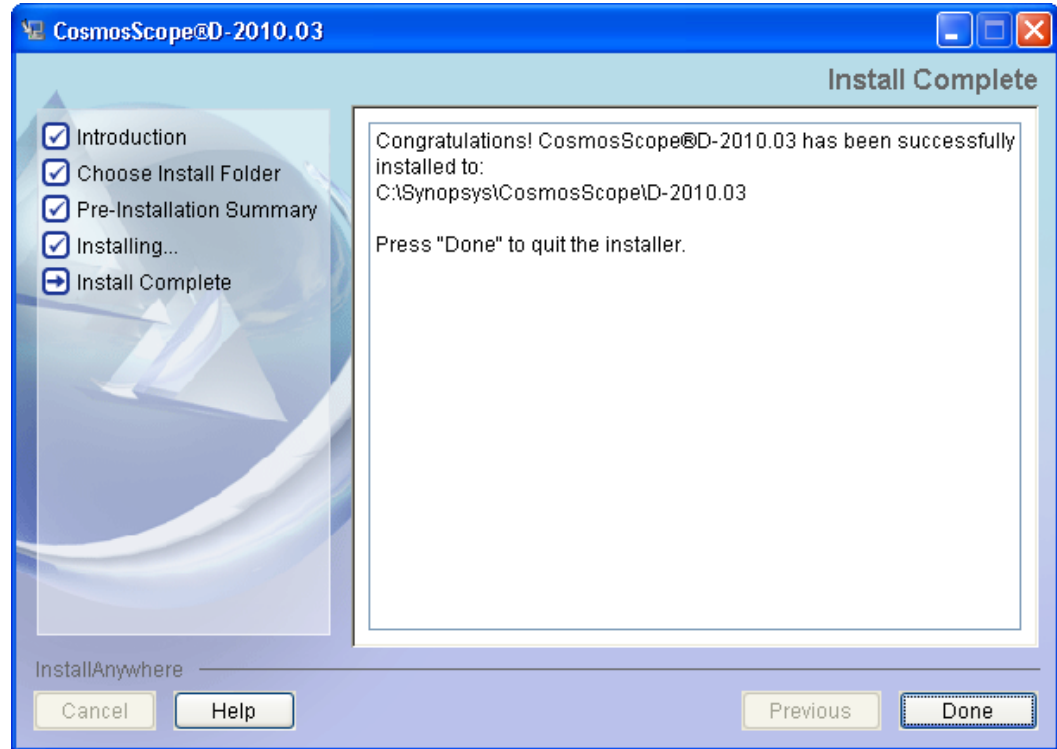 CosmosScope®D-2010.03
Install Complete
Introduction
Choose Install Folder
Pre-Installation Summary
Installing...
Install Complete
Congratulations! CosmosScope®D-2010.03 has been successfully
installed to:
C:\Synopsys\CosmosScope\D-2010.03
Press "Done" to quit the installer.
InstallAnywhere
Cancel
Help
Previous
Done